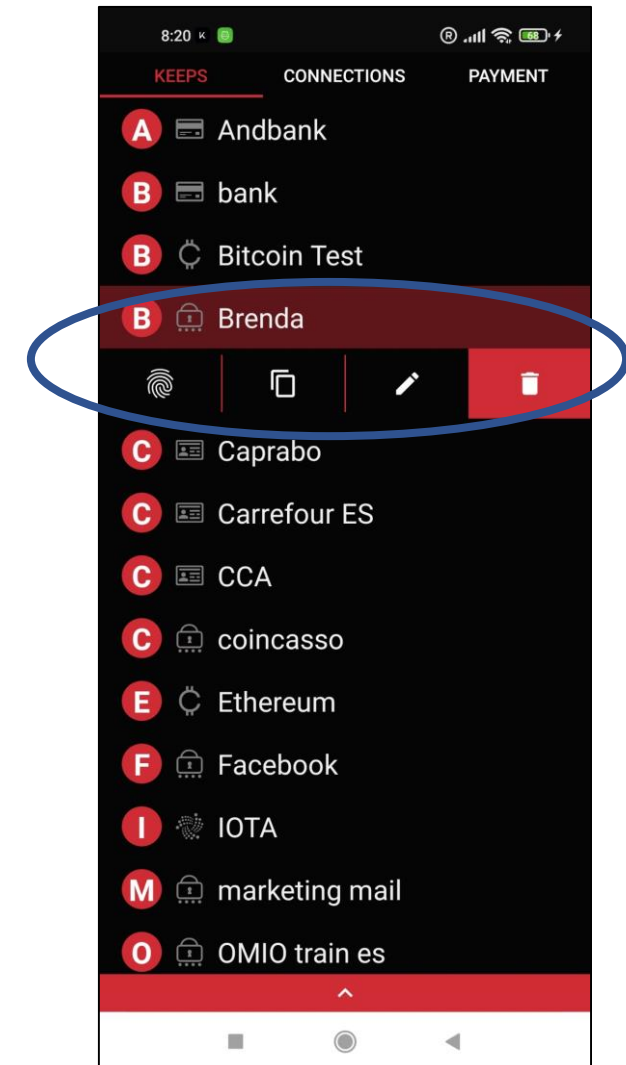 8:20 K R 68
KEEPS CONNECTIONS PAYMENT
A Andbank
B bank
B Bitcoin Test
B Brenda
C Caprabo
C Carrefour ES
C CCA
C coincasso
E Ethereum
F Facebook
I IOTA
M marketing mail
O OMIO train es